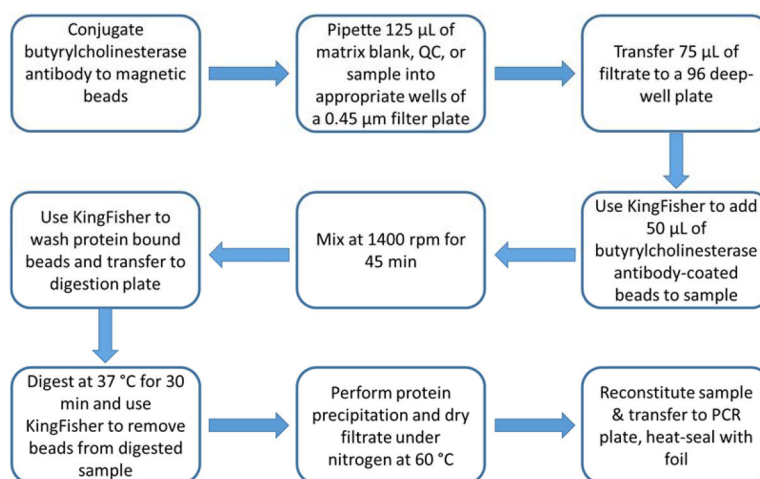 Conjugate
butyrylcholinesterase
antibody to magnetic
beads
Pipette 125 µL of
matrix blank, QC, or
sample into
appropriate wells of
a 0.45 µm filter plate
Transfer 75 µL of
filtrate to a 96 deep-
well plate
Use KingFisher to add
50 µL of
butyrylcholinesterase
antibody-coated
beads to sample
Mix at 1400 rpm for
45 min
Use KingFisher to
wash protein bound
beads and transfer to
digestion plate
Digest at 37 °C for 30
min and use
KingFisher to remove
beads from digested
sample
Perform protein
precipitation and dry
filtrate under
nitrogen at 60 °C
Reconstitute sample
& transfer to PCR
plate, heat-seal with
foil